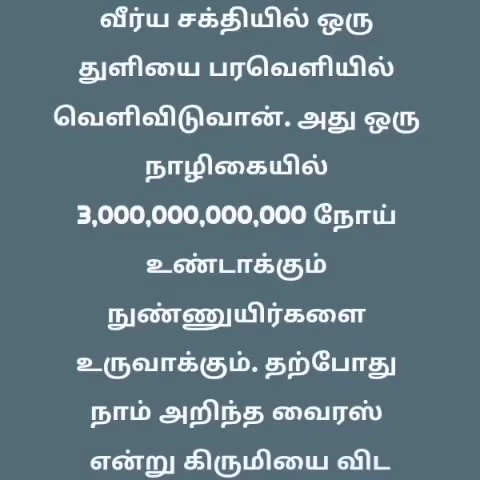 வீர்ய சக்தியில் ஒரு
துளியை பரவெளியில்
வெளிவிடுவான். அது ஒரு
நாழிகையில்
3,000,000,000,000 நோய்
உண்டாக்கும்
நுண்ணுயிர்களை
உருவாக்கும். தற்போது
நாம் அறிந்த வைரஸ்
என்று கிருமியை விட